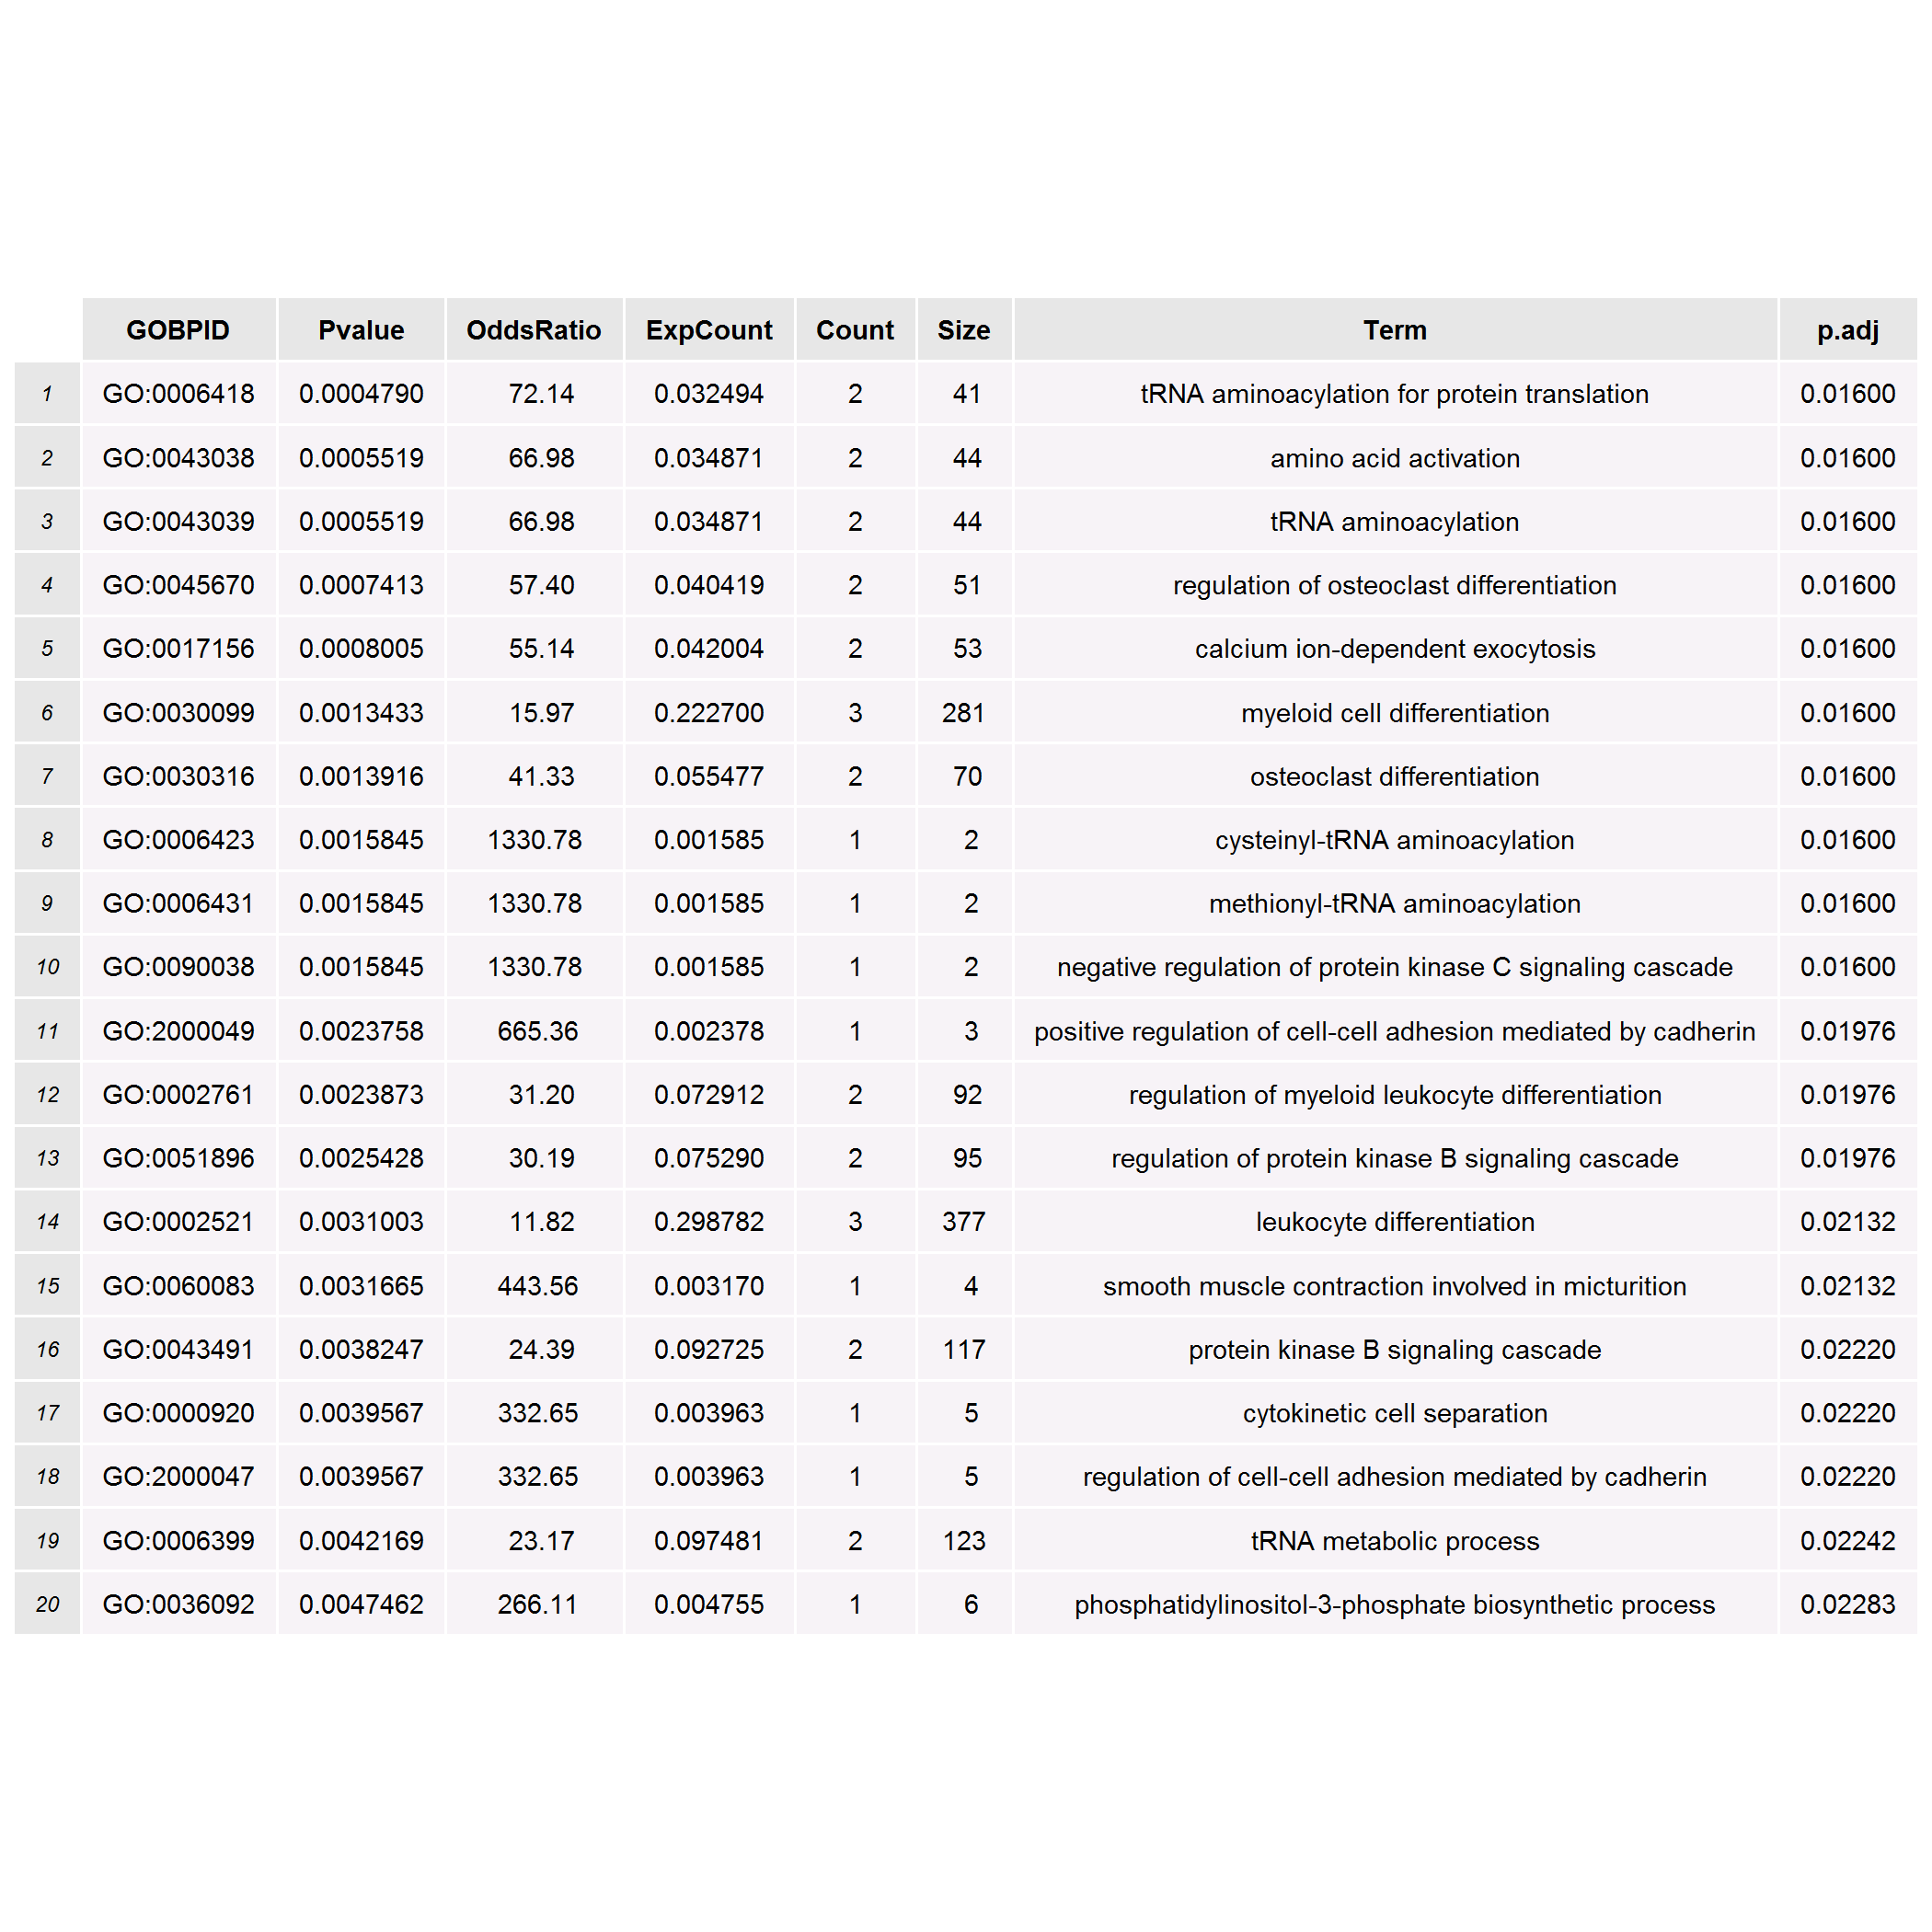 GOBPID Pvalue OddsRatio ExpCount Count Size Term p.adj
1 GO:0006418 0.0004790 72.14 0.032494 2 41 tRNA aminoacylation for protein translation 0.01600
2 GO:0043038 0.0005519 66.98 0.034871 2 44 amino acid activation 0.01600
3 GO:0043039 0.0005519 66.98 0.034871 2 44 tRNA aminoacylation 0.01600
4 GO:0045670 0.0007413 57.40 0.040419 2 51 regulation of osteoclast differentiation 0.01600
5 GO:0017156 0.0008005 55.14 0.042004 2 53 calcium ion-dependent exocytosis 0.01600
6 GO:0030099 0.0013433 15.97 0.222700 3 281 myeloid cell differentiation 0.01600
7 GO:0030316 0.0013916 41.33 0.055477 2 70 osteoclast differentiation 0.01600
8 GO:0006423 0.0015845 1330.78 0.001585 1 2 cysteinyl-tRNA aminoacylation 0.01600
9 GO:0006431 0.0015845 1330.78 0.001585 1 2 methionyl-tRNA aminoacylation 0.01600
10 GO:0090038 0.0015845 1330.78 0.001585 1 2 negative regulation of protein kinase C signaling cascade 0.01600
11 GO:2000049 0.0023758 665.36 0.002378 1 3 positive regulation of cell-cell adhesion mediated by cadherin 0.01976
12 GO:0002761 0.0023873 31.20 0.072912 2 92 regulation of myeloid leukocyte differentiation 0.01976
13 GO:0051896 0.0025428 30.19 0.075290 2 95 regulation of protein kinase B signaling cascade 0.01976
14 GO:0002521 0.0031003 11.82 0.298782 3 377 leukocyte differentiation 0.02132
15 GO:0060083 0.0031665 443.56 0.003170 1 4 smooth muscle contraction involved in micturition 0.02132
16 GO:0043491 0.0038247 24.39 0.092725 2 117 protein kinase B signaling cascade 0.02220
17 GO:0000920 0.0039567 332.65 0.003963 1 5 cytokinetic cell separation 0.02220
18 GO:2000047 0.0039567 332.65 0.003963 1 5 regulation of cell-cell adhesion mediated by cadherin 0.02220
19 GO:0006399 0.0042169 23.17 0.097481 2 123 tRNA metabolic process 0.02242
20 GO:0036092 0.0047462 266.11 0.004755 1 6 phosphatidylinositol-3-phosphate biosynthetic process 0.02283